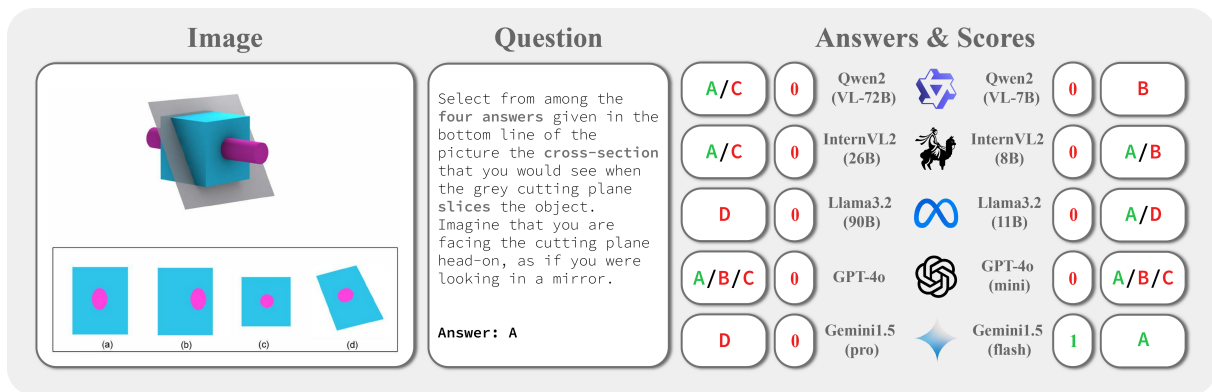 Image
Question
Answers & Scores
Select from among the
four answers given in the
bottom line of the
picture the cross-section
that you would see when
the grey cutting plane
slices the object.
Imagine that you are
facing the cutting plane
head-on, as if you were
looking in a mirror.
Answer: A
(a) (b) (c) (d)
A/C 0 Qwen2 (VL-72B) Qwen2 (VL-7B) 0 B
A/C 0 InternVL2 (26B) InternVL2 (8B) 0 A/B
D 0 Llama3.2 (90B) Llama3.2 (11B) 0 A/D
A/B/C 0 GPT-4o GPT-4o (mini) 0 A/B/C
D 0 Gemini1.5 (pro) Gemini1.5 (flash) 1 A